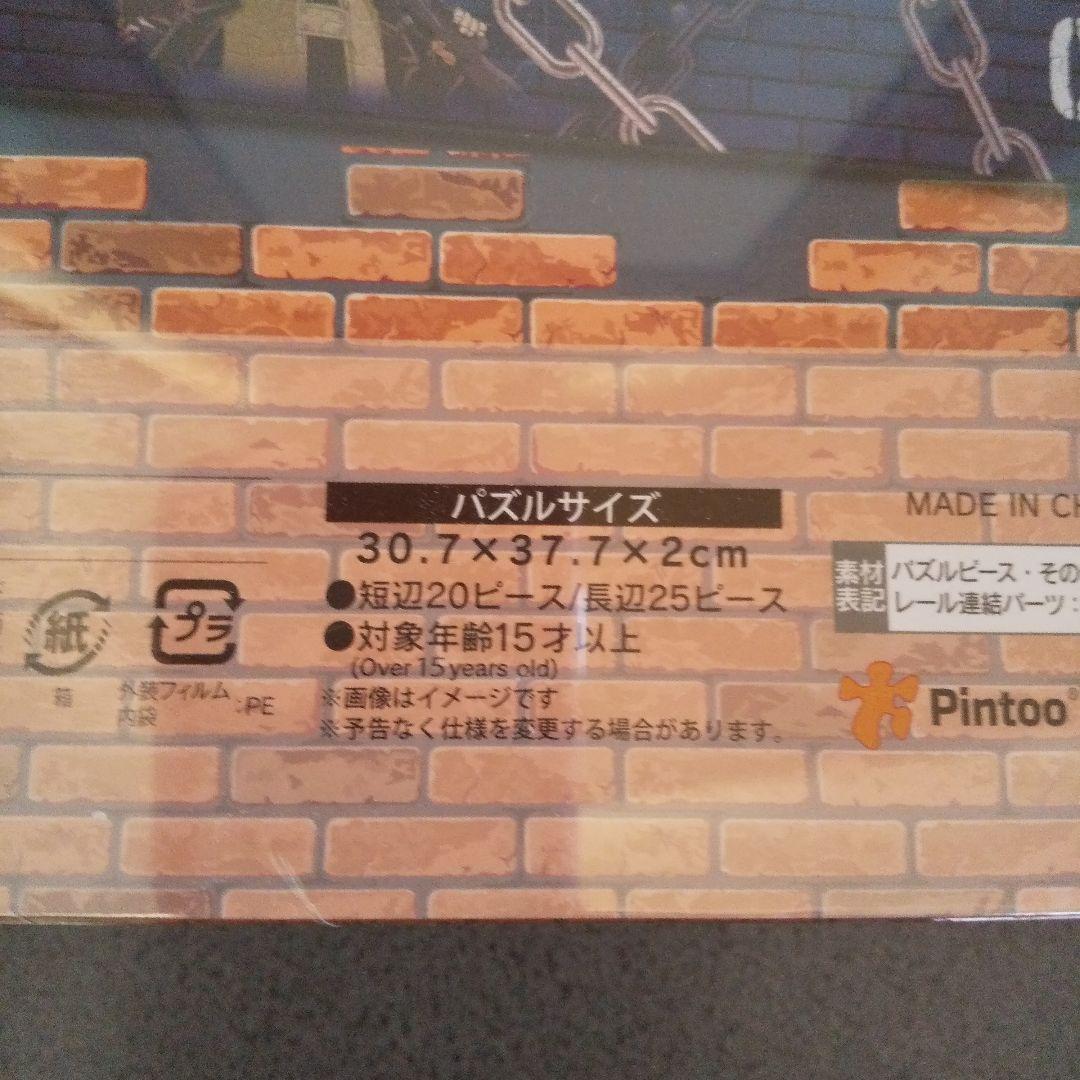 パズルサイズ
30.7×37.7×2cm
●短辺20ピース/長辺25ピース
●対象年齢15才以上
(Over 15 years old)
※画像はイメージです
※予告なく仕様を変更する場合があります。
紙
箱
プラ
外装フィルム
内袋
:PE
MADE IN CH
素材
表記
パズルピース・その
レール連結パーツ:
Pintoo®